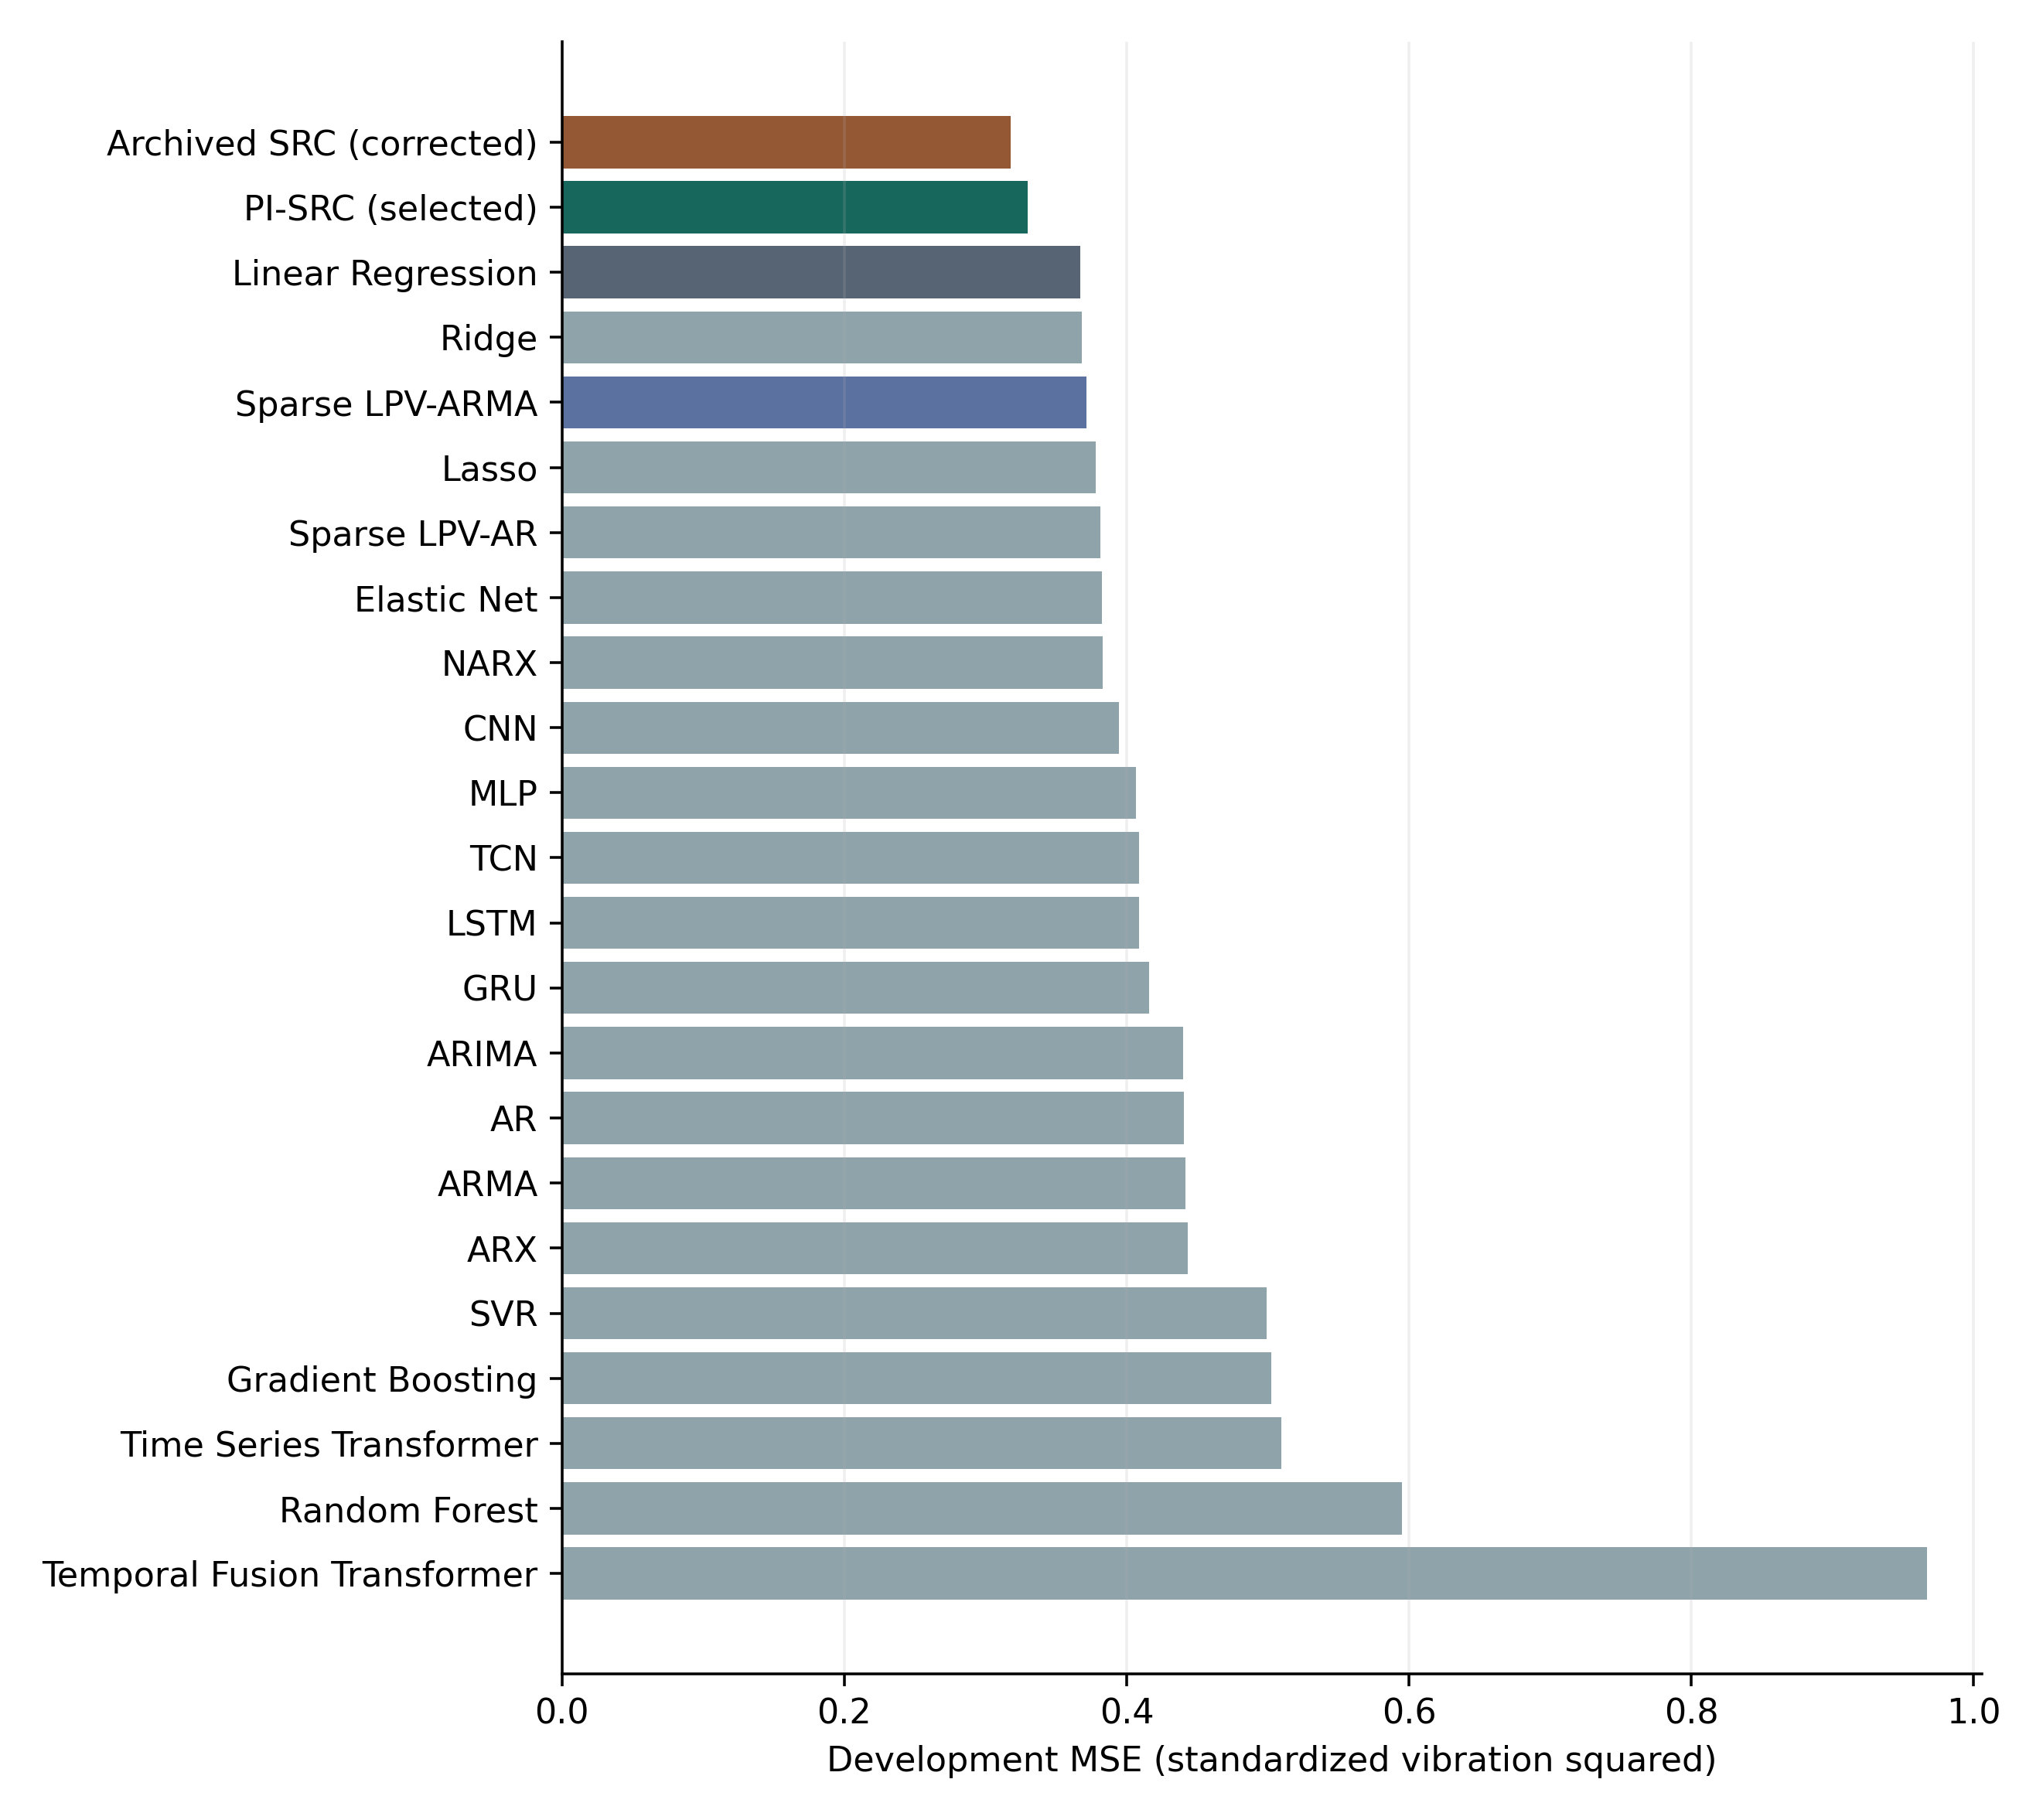 Archived SRC (corrected)
PI-SRC (selected)
Linear Regression
Ridge
Sparse LPV-ARMA
Lasso
Sparse LPV-AR
Elastic Net
NARX
CNN
MLP
TCN
LSTM
GRU
ARIMA
AR
ARMA
ARX
SVR
Gradient Boosting
Time Series Transformer
Random Forest
Temporal Fusion Transformer
0.0 0.2 0.4 0.6 0.8 1.0
Development MSE (standardized vibration squared)